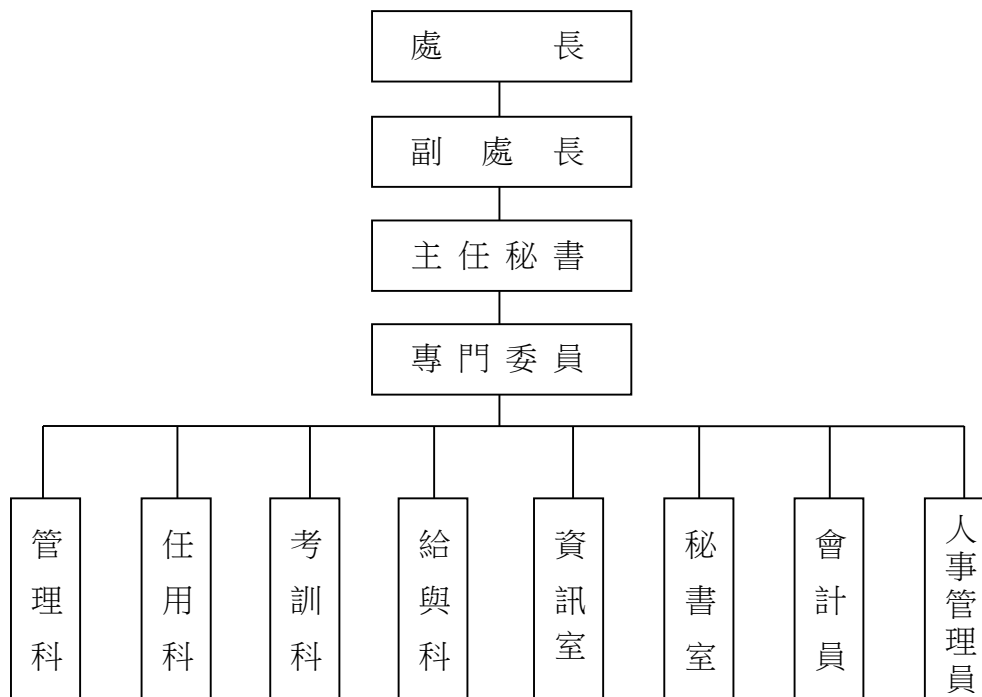 處長
副處長
主任秘書
專門委員
管理科
任用科
考訓科
給與科
資訊室
秘書室
會計員
人事管理員